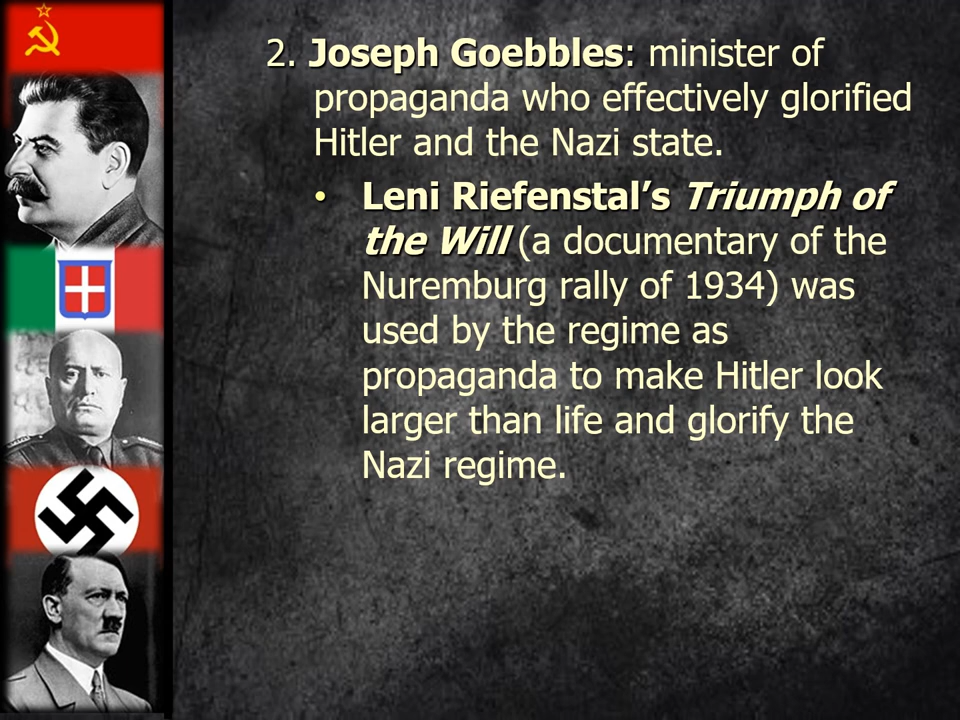 2. Joseph Goebbles: minister of
propaganda who effectively glorified
Hitler and the Nazi state.
• Leni Riefenstal’s Triumph of
the Will (a documentary of the
Nuremburg rally of 1934) was
used by the regime as
propaganda to make Hitler look
larger than life and glorify the
Nazi regime.